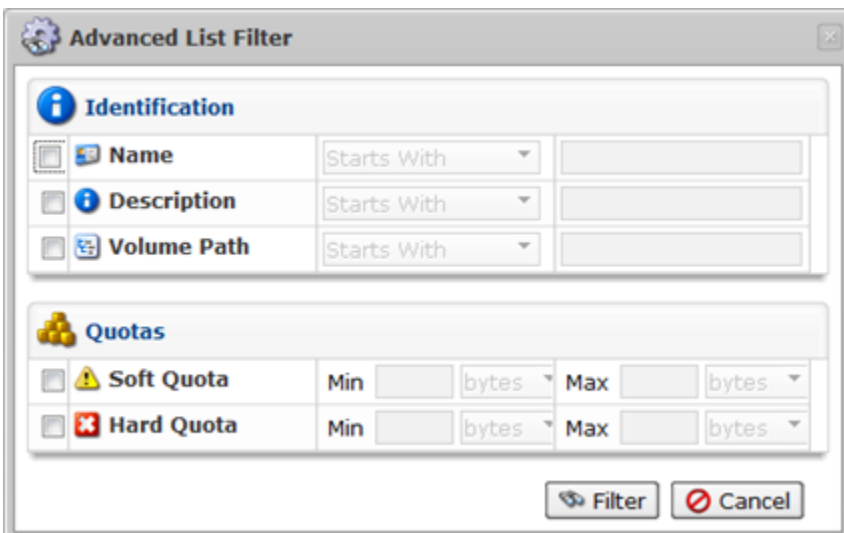 Advanced List Filter
Identification
Name Starts With
Description Starts With
Volume Path Starts With
Quotas
Soft Quota Min bytes Max bytes
Hard Quota Min bytes Max bytes
Filter Cancel